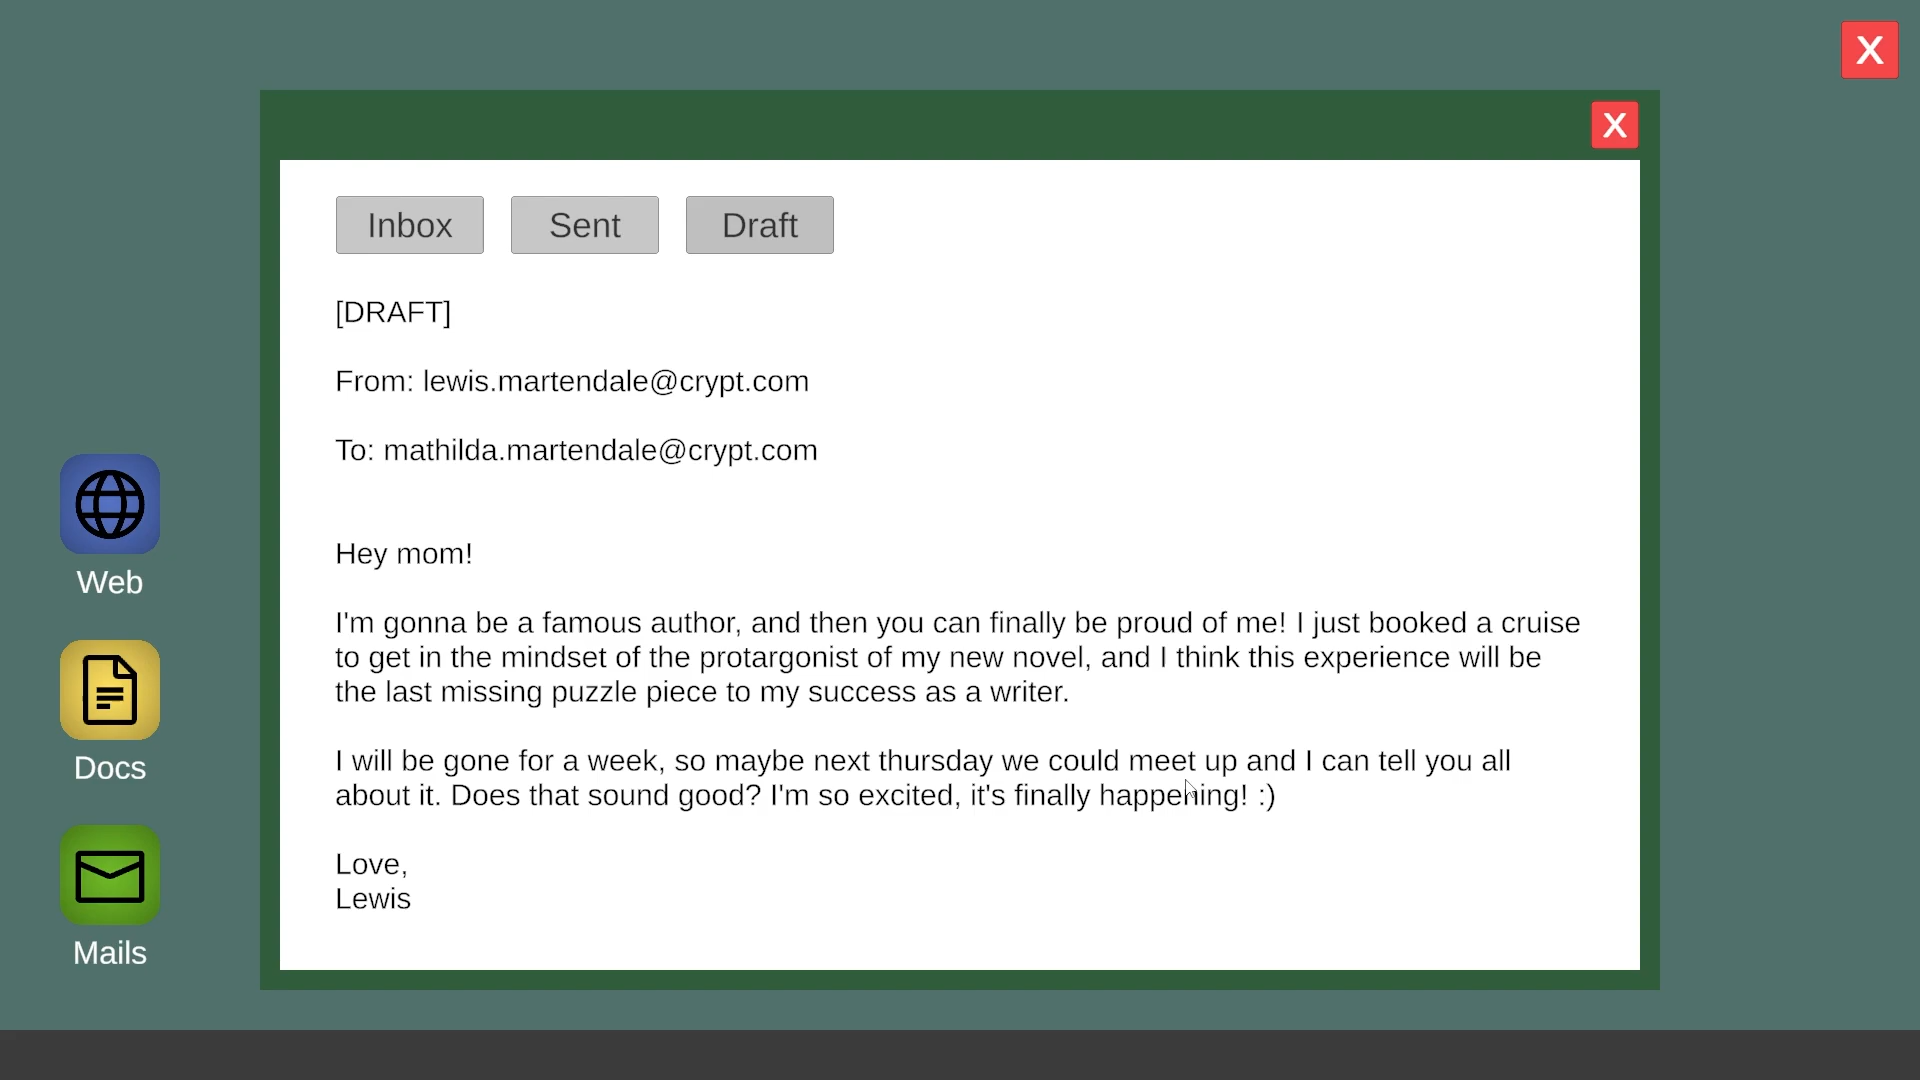 X
X
Inbox Sent Draft
[DRAFT]
From: lewis.martendale@crypt.com
To: mathilda.martendale@crypt.com
Hey mom!
I'm gonna be a famous author, and then you can finally be proud of me! I just booked a cruise
to get in the mindset of the protargonist of my new novel, and I think this experience will be
the last missing puzzle piece to my success as a writer.
I will be gone for a week, so maybe next thursday we could meet up and I can tell you all
about it. Does that sound good? I'm so excited, it's finally happening! :)
Love,
Lewis
Web
Docs
Mails